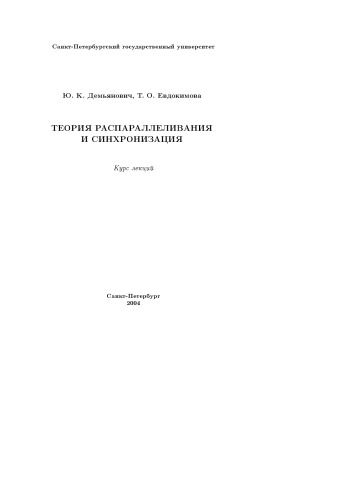 Санкт-Петербургский государственный университет
Ю. К. Демьянович, Т. О. Евдокимова
ТЕОРИЯ РАСПАРАЛЛЕЛИВАНИЯ
И СИНХРОНИЗАЦИЯ
Курс лекций
Санкт-Петербург
2004